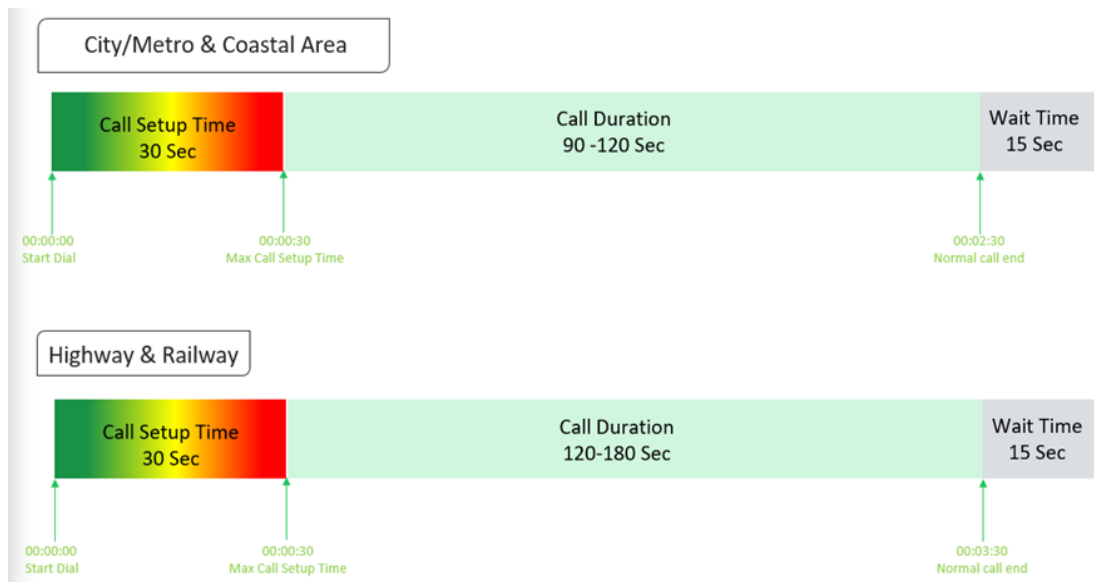 City/Metro & Coastal Area
Call Setup Time
30 Sec
Call Duration
90 -120 Sec
Wait Time
15 Sec
00:00:00
Start Dial
00:00:30
Max Call Setup Time
00:02:30
Normal call end
Highway & Railway
Call Setup Time
30 Sec
Call Duration
120-180 Sec
Wait Time
15 Sec
00:00:00
Start Dial
00:00:30
Max Call Setup Time
00:03:30
Normal call end